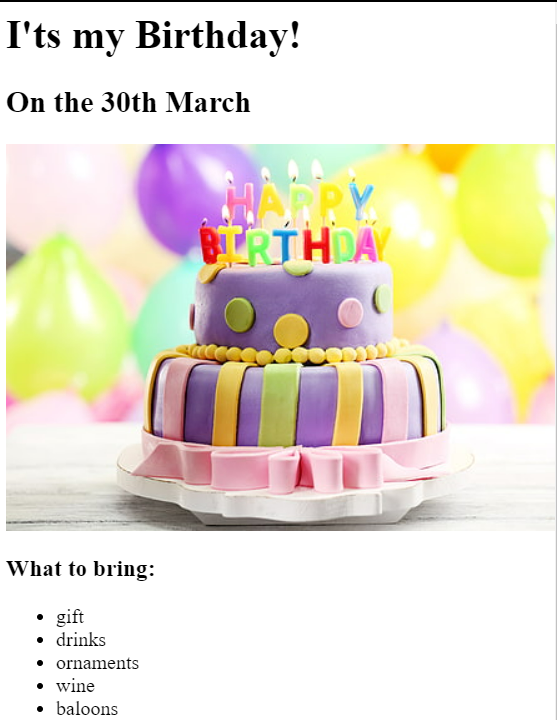 I'ts my Birthday!
On the 30th March
HAPPY
BIRTHDAY
What to bring:
gift
drinks
ornaments
wine
baloons